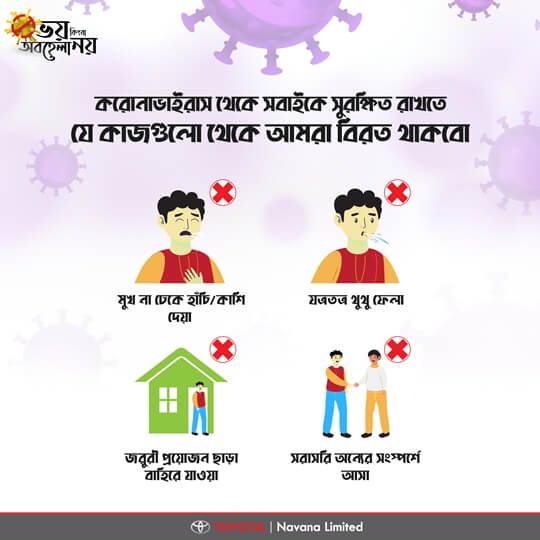 ভয় কিংবা
অবহেলা নয়
করোনাভাইরাস থেকে সবাইকে সুরক্ষিত রাখতে
যে কাজগুলো থেকে আমরা বিরত থাকবো
মুখ না ঢেকে হাঁচি/কাশি
দেয়া
যত্রতত্র থুথু ফেলা
জরুরী প্রয়োজন ছাড়া
বাহিরে যাওয়া
সরাসরি অন্যের সংস্পর্শে
আসা
TOYOTA | Navana Limited